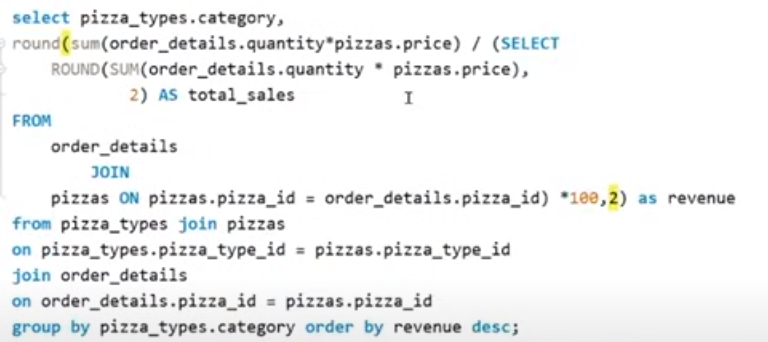 select pizza_types.category,
round(sum(order_details.quantity*pizzas.price) / (SELECT
ROUND(SUM(order_details.quantity * pizzas.price),
2) AS total_sales
FROM
order_details
JOIN
pizzas ON pizzas.pizza_id = order_details.pizza_id) *100,2) as revenue
from pizza_types join pizzas
on pizza_types.pizza_type_id = pizzas.pizza_type_id
join order_details
on order_details.pizza_id = pizzas.pizza_id
group by pizza_types.category order by revenue desc;